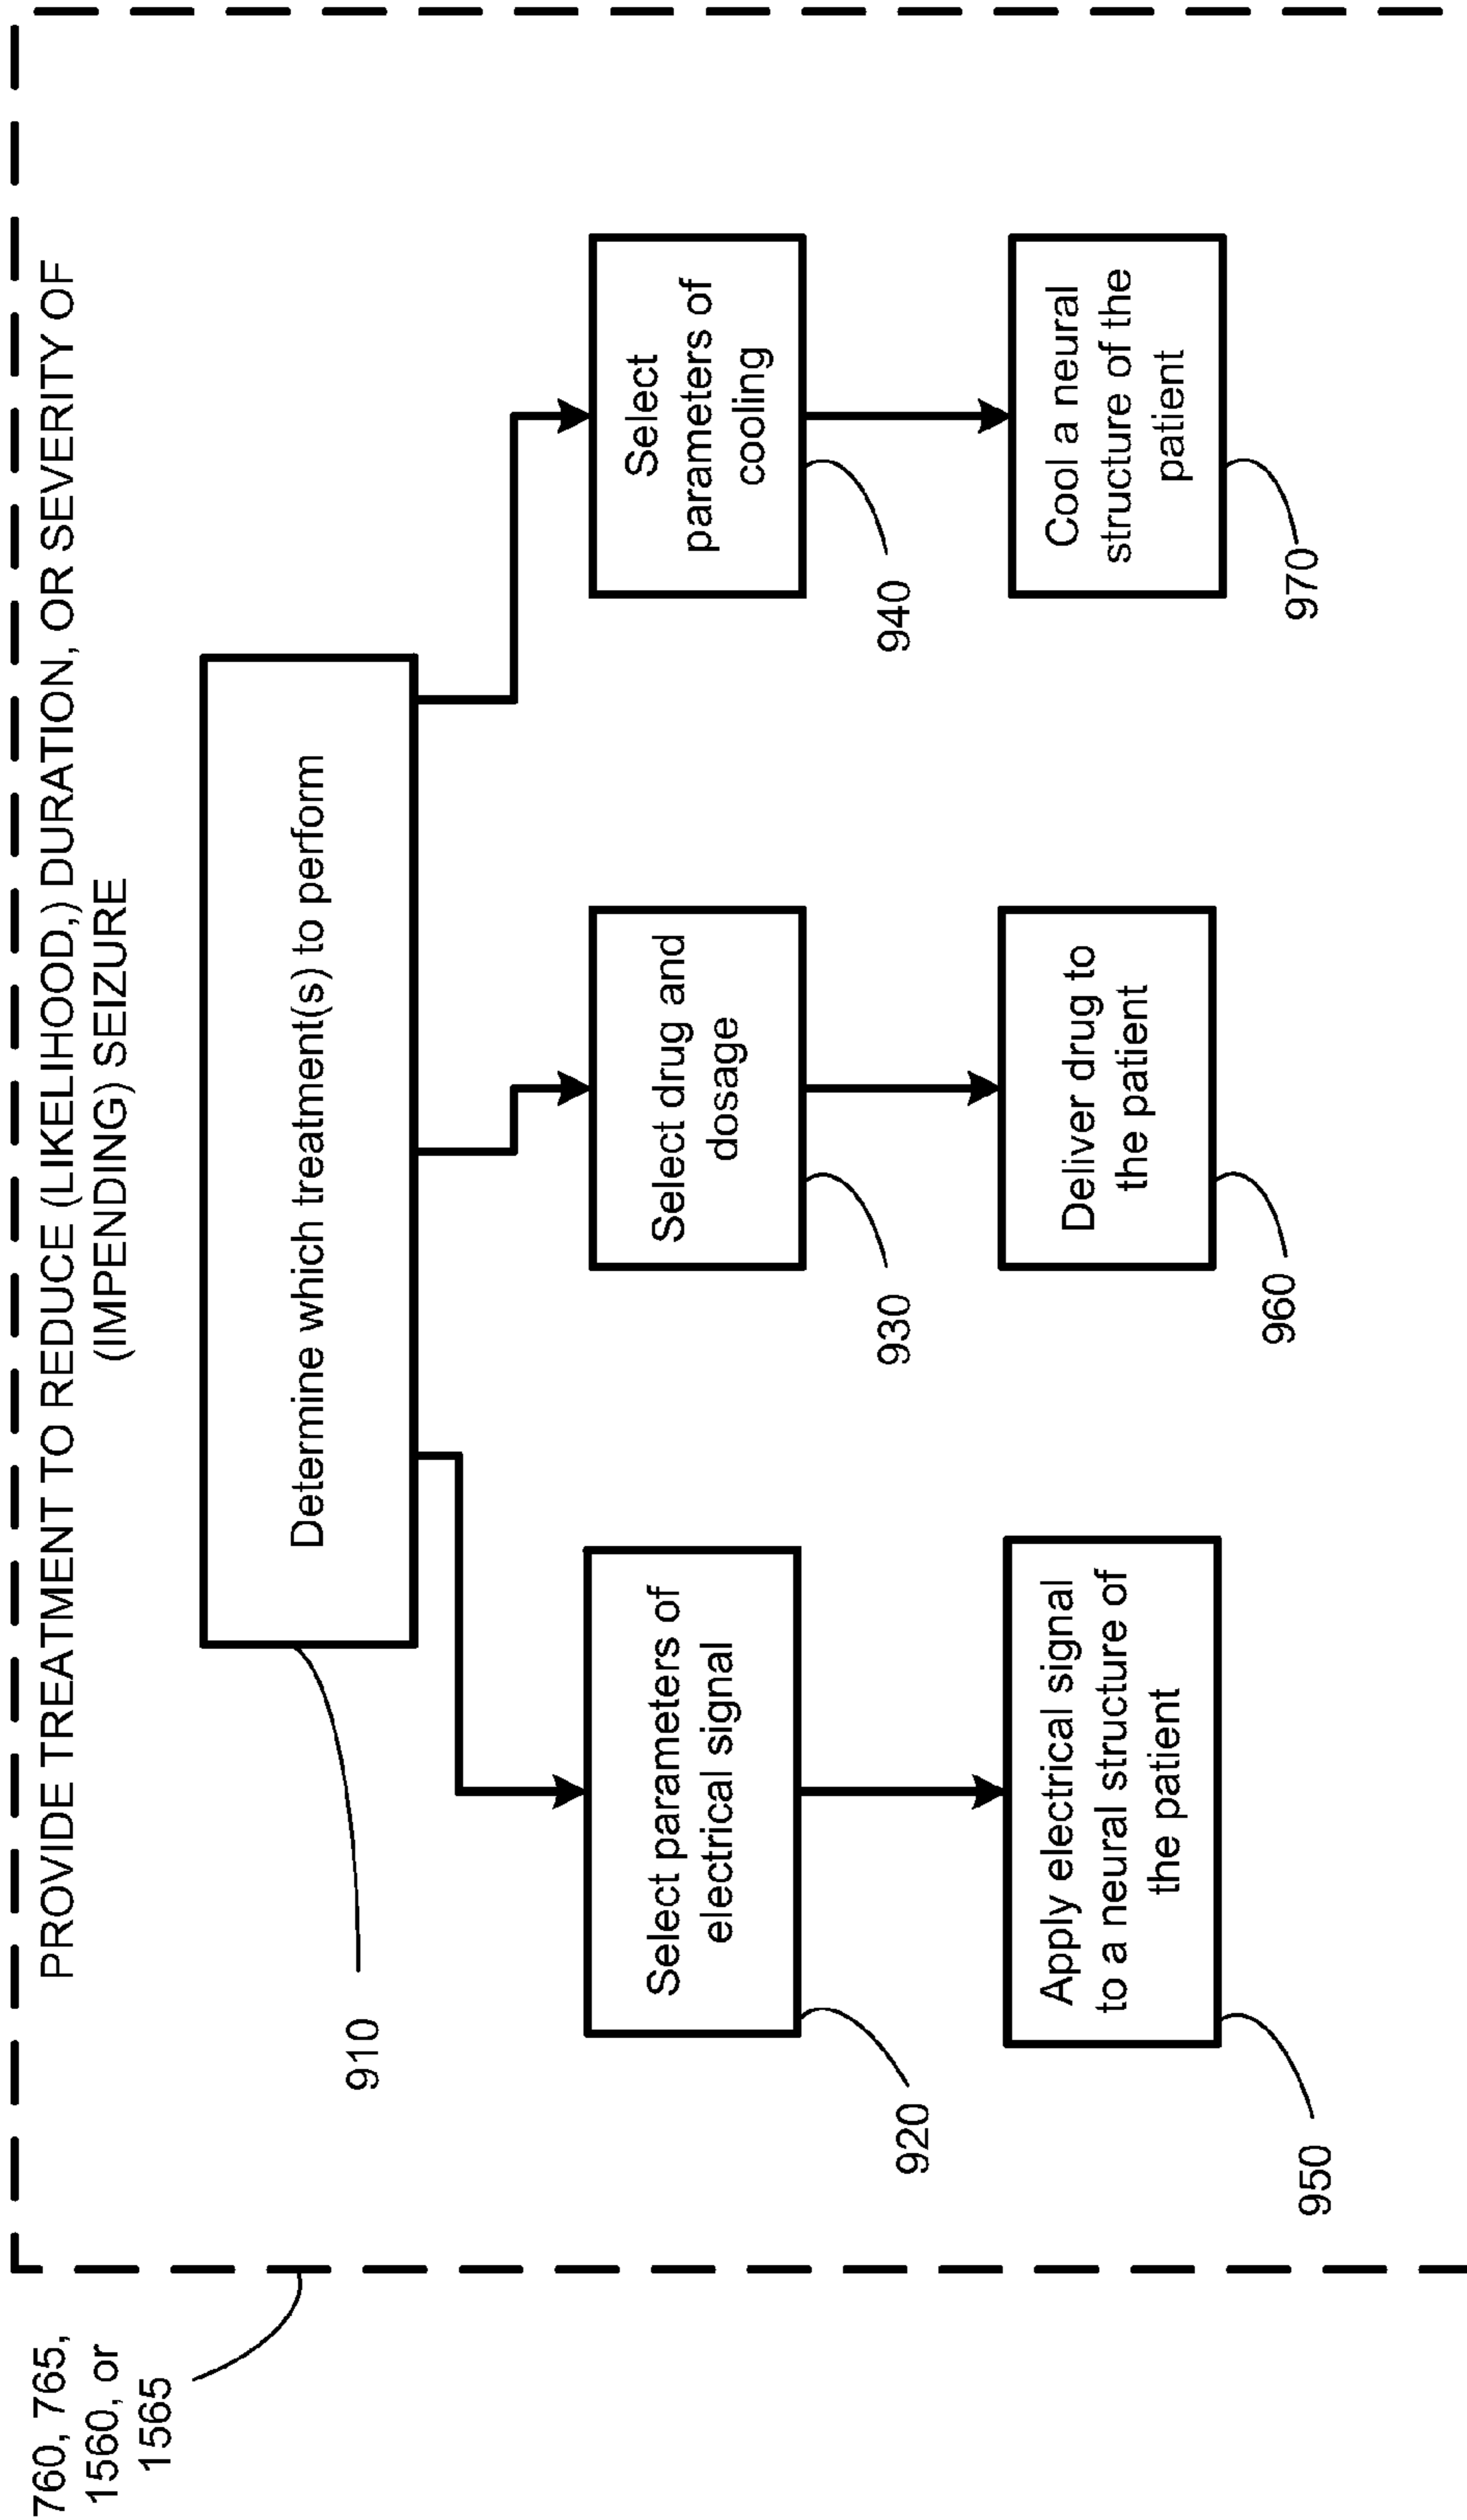 760, 765,
1560, or
1565
PROVIDE TREATMENT TO REDUCE (LIKELIHOOD,) DURATION, OR SEVERITY OF
(IMPENDING) SEIZURE
Determine which treatment(s) to perform
910
Select parameters of
electrical signal
920
Select drug and
dosage
930
Select
parameters of
cooling
940
Apply electrical signal
to a neural structure of
the patient
950
Deliver drug to
the patient
960
Cool a neural
structure of the
patient
970